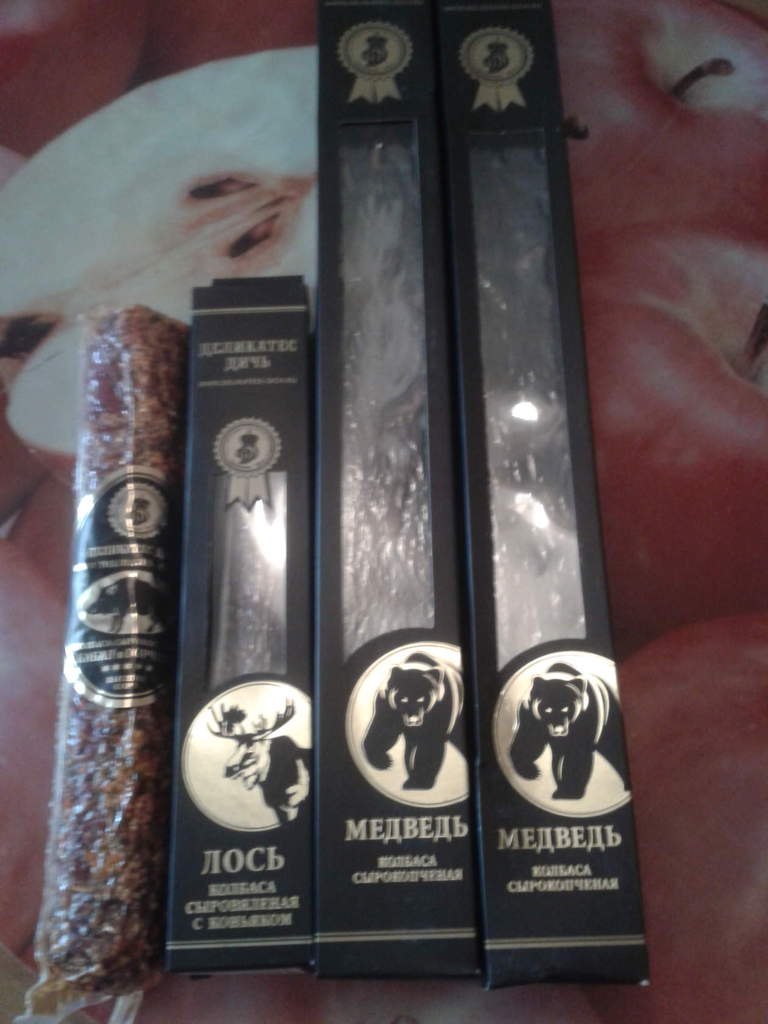 ДЕЛИКАТЕС
ДИЧЬ
ЛОСЬ
КОЛБАСА
СЫРОВЯЛЕНАЯ
С КОНЬЯКОМ
МЕДВЕДЬ
КОЛБАСА
СЫРОКОПЧЕНАЯ
МЕДВЕДЬ
КОЛБАСА
СЫРОКОПЧЕНАЯ